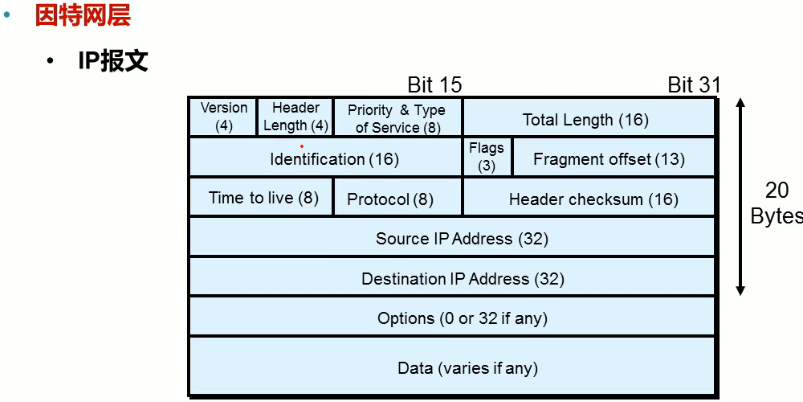 • 因特网层
• IP报文
Bit 15 Bit 31
Version (4)
Header Length (4)
Priority & Type of Service (8)
Total Length (16)
Identification (16)
Flags (3)
Fragment offset (13)
Time to live (8)
Protocol (8)
Header checksum (16)
Source IP Address (32)
Destination IP Address (32)
Options (0 or 32 if any)
Data (varies if any)
20
Bytes